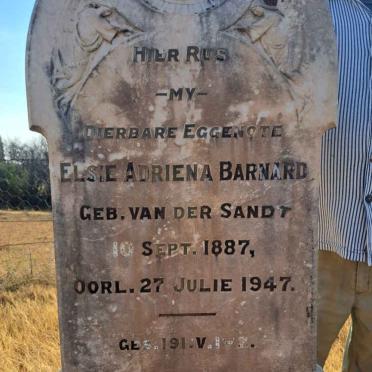 HIER RUS
— MY —
DIERBARE EGGENOTE
ELSIE ADRIENA BARNARD
GEB. VAN DER SANDT
10 SEPT. 1887,
OORL. 27 JULIE 1947.
GES.